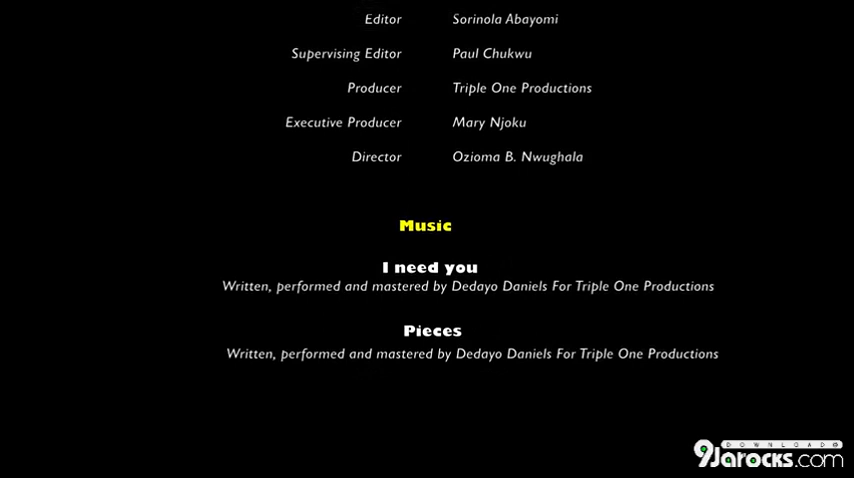 Editor Sorinola Abayomi
Supervising Editor Paul Chukwu
Producer Triple One Productions
Executive Producer Mary Njoku
Director Ozioma B. Nwughala
Music
I need you
Written, performed and mastered by Dedayo Daniels For Triple One Productions
Pieces
Written, performed and mastered by Dedayo Daniels For Triple One Productions
DOWNLOAD@
9Jarocks.com